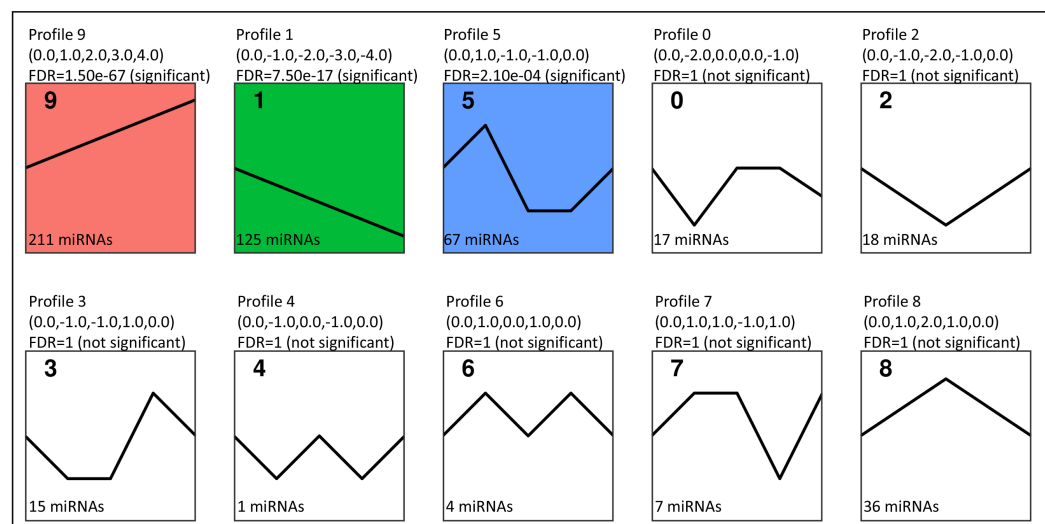 Profile 9
(0.0,1.0,2.0,3.0,4.0)
FDR=1.50e-67 (significant)
9
211 miRNAs
Profile 1
(0.0,-1.0,-2.0,-3.0,-4.0)
FDR=7.50e-17 (significant)
1
125 miRNAs
Profile 5
(0.0,1.0,-1.0,-1.0,0.0)
FDR=2.10e-04 (significant)
5
67 miRNAs
Profile 0
(0.0,-2.0,0.0,0.0,-1.0)
FDR=1 (not significant)
0
17 miRNAs
Profile 2
(0.0,-1.0,-2.0,-1.0,0.0)
FDR=1 (not significant)
2
18 miRNAs
Profile 3
(0.0,-1.0,-1.0,1.0,0.0)
FDR=1 (not significant)
3
15 miRNAs
Profile 4
(0.0,-1.0,0.0,-1.0,0.0)
FDR=1 (not significant)
4
1 miRNAs
Profile 6
(0.0,1.0,0.0,1.0,0.0)
FDR=1 (not significant)
6
4 miRNAs
Profile 7
(0.0,1.0,1.0,-1.0,1.0)
FDR=1 (not significant)
7
7 miRNAs
Profile 8
(0.0,1.0,2.0,1.0,0.0)
FDR=1 (not significant)
8
36 miRNAs